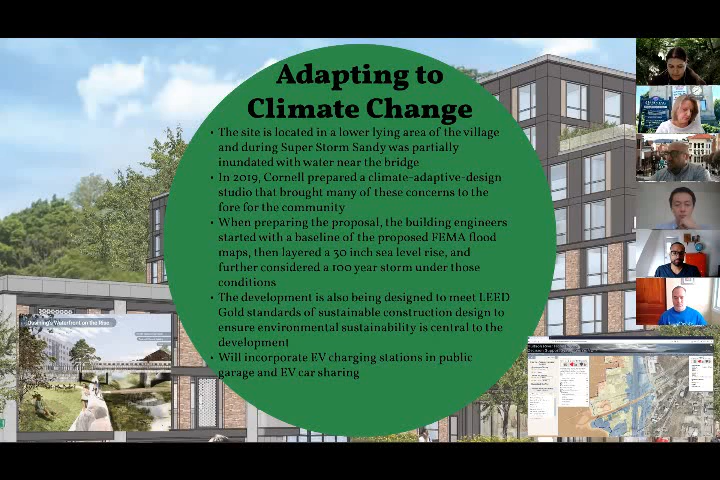 Adapting to
Climate Change
• The site is located in a lower lying area of the village
and during Super Storm Sandy was partially
inundated with water near the bridge
• In 2019, Cornell prepared a climate-adaptive-design
studio that brought many of these concerns to the
fore for the community
• When preparing the proposal, the building engineers
started with a baseline of the proposed FEMA flood
maps, then layered a 30 inch sea level rise, and
further considered a 100 year storm under those
conditions
• The development is also being designed to meet LEED
Gold standards of sustainable construction design to
ensure environmental sustainability is central to the
development
• Will incorporate EV charging stations in public
garage and EV car sharing
Ossining's Waterfront on the Rise